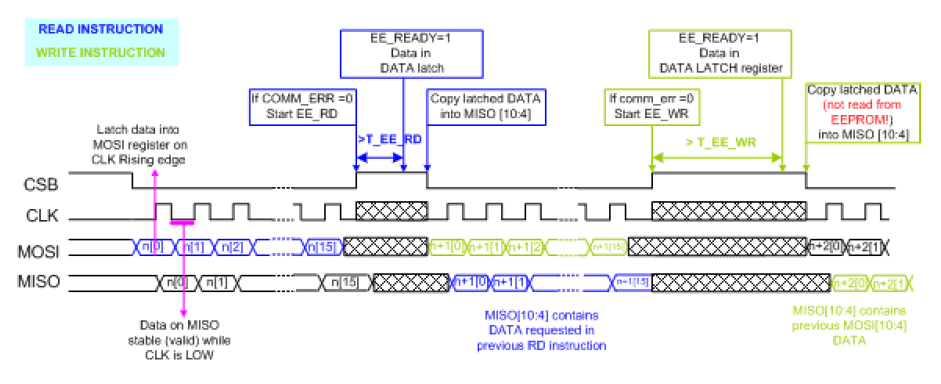 READ INSTRUCTION
WRITE INSTRUCTION
EE_READY=1
Data in
DATA latch
EE_READY=1
Data in
DATA LATCH register
If COMM_ERR =0
Start EE_RD
Copy latched DATA
into MISO [10:4]
If comm_err =0
Start EE_WR
Copy latched DATA
(not read from
EEPROM!)
into MISO [10:4]
Latch data into
MOSI register on
CLK Rising edge
>T_EE_RD
> T_EE_WR
CSB
CLK
MOSI
n[0] n[1] n[2] n[15] n+1[0] n+1[1] n+1[2] n+1[15] n+2[0] n+2[1]
MISO
n[0] n[1] n[15] n+1[0] n+1[1] n+1[15] n+2[0] n+2[1]
Data on MISO
stable (valid) while
CLK is LOW
MISO[10:4] contains
DATA requested in
previous RD instruction
MISO[10:4] contains
previous MOSI[10:4]
DATA